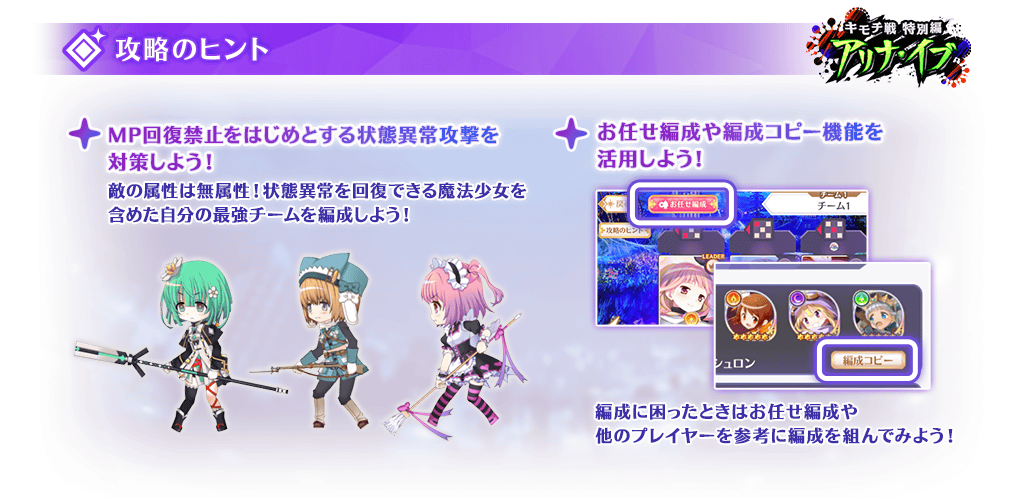 攻略のヒント
キモチ戦 特別編
アリナ・イブ
MP回復禁止をはじめとする状態異常攻撃を
対策しよう！
敵の属性は無属性！状態異常を回復できる魔法少女を
含めた自分の最強チームを編成しよう！
お任せ編成や編成コピー機能を
活用しよう！
戻
お任せ編成
チーム1
チーム1
攻略のヒント
LEADER
シュロン
編成コピー
編成に困ったときはお任せ編成や
他のプレイヤーを参考に編成を組んでみよう！